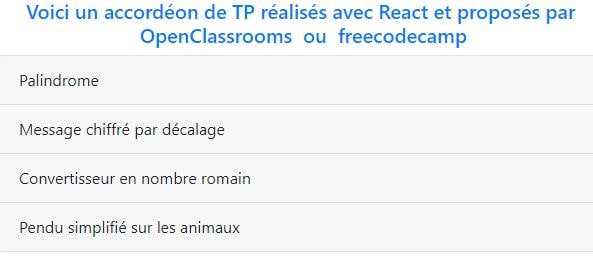 Voici un accordéon de TP réalisés avec React et proposés par
OpenClassrooms ou freecodecamp
Palindrome
Message chiffré par décalage
Convertisseur en nombre romain
Pendu simplifié sur les animaux